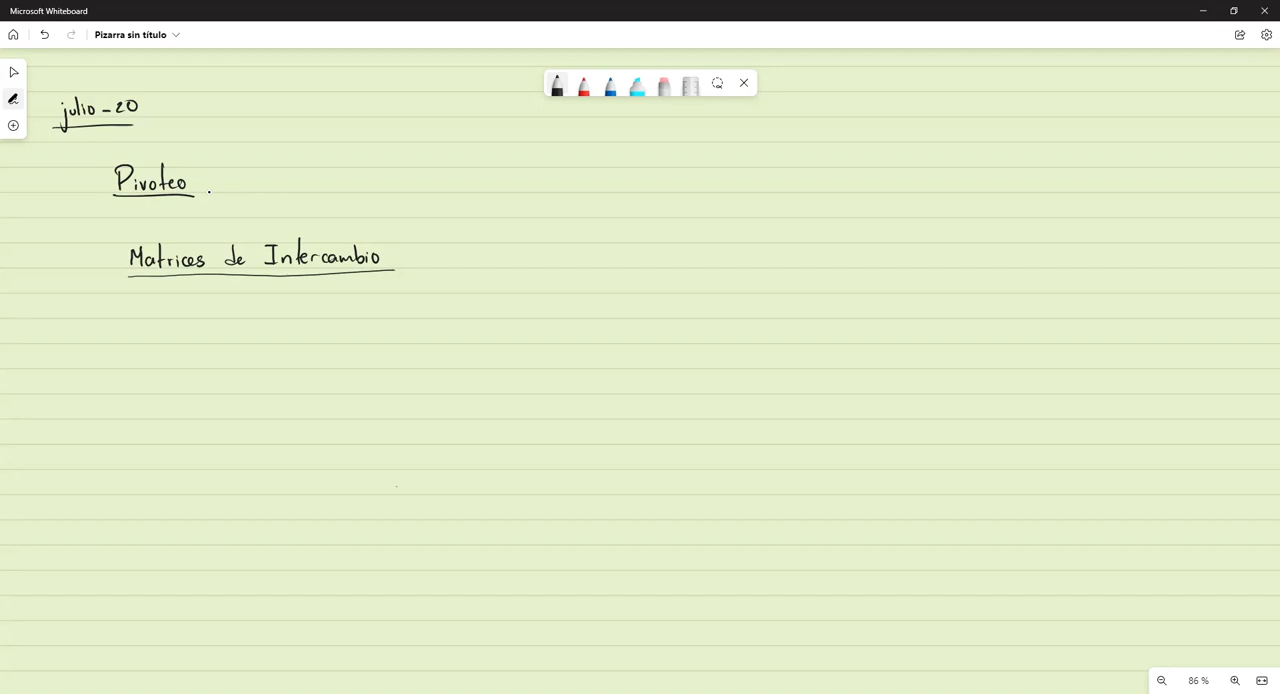 Microsoft Whiteboard
Pizarra sin título
julio - 20
Pivoteo .
Matrices de Intercambio
86 %